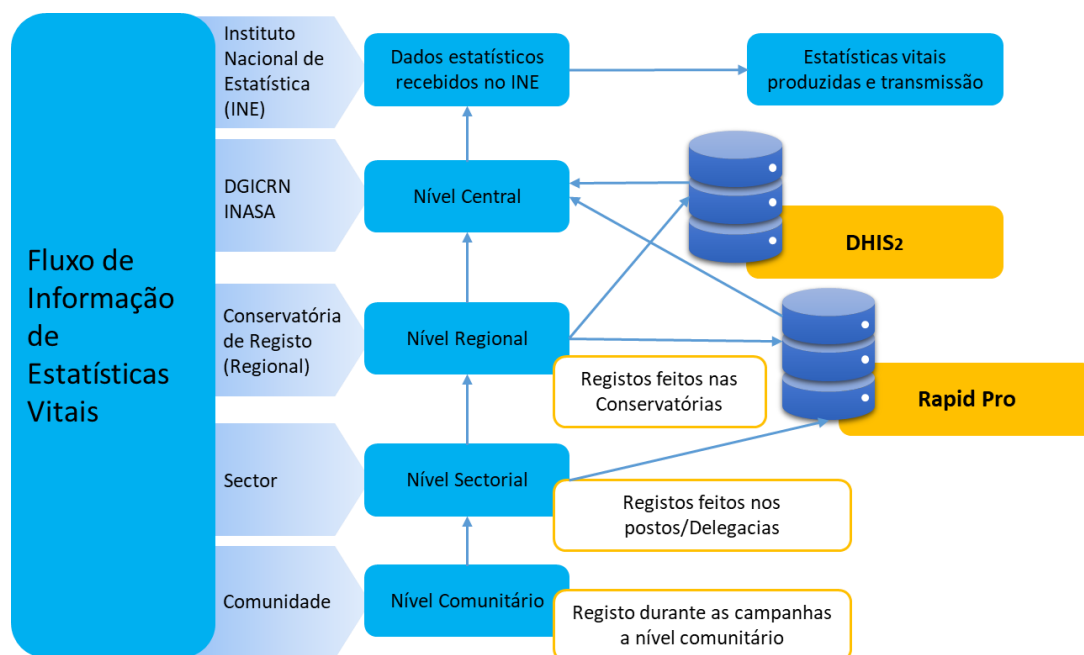 Fluxo de
Informação
de
Estatísticas
Vitais
Instituto
Nacional de
Estatística
(INE)
Dados estatísticos
recebidos no INE
Estatísticas vitais
produzidas e transmissão
DGICRN
INASA
Nível Central
DHIS2
Conservatória
de Registo
(Regional)
Nível Regional
Registos feitos nas
Conservatórias
Rapid Pro
Sector
Nível Sectorial
Registos feitos nos
postos/Delegacias
Comunidade
Nível Comunitário
Registo durante as campanhas
a nível comunitário